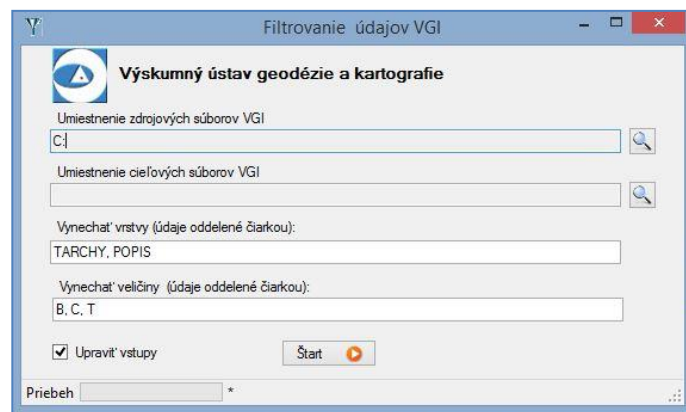 Filtrovanie údajov VGI
Výskumný ústav geodézie a kartografie
Umiestnenie zdrojových súborov VGI
C:
Umiestnenie cieľových súborov VGI
Vynechať vrstvy (údaje oddelené čiarkou):
TARCHY, POPIS
Vynechať veličiny (údaje oddelené čiarkou):
B, C, T
Upraviť vstupy
Štart
Priebeh *